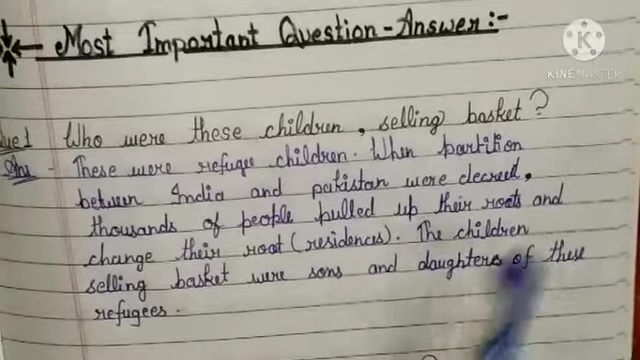 Most Important Question-Answer:-
KINEMASTER
Que 1 Who were these children, selling basket?
Ans - These were refugee children. When partition
between India and pakistan were decreed,
thousands of people pulled up their roots and
change their root (residences). The children
selling basket were sons and daughters of these
refugees.